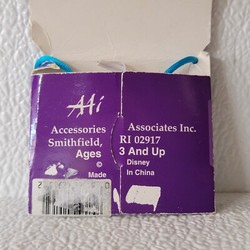 AAi
Accessories Associates Inc.
Smithfield, RI 02917
Ages 3 And Up
© Disney
Made In China